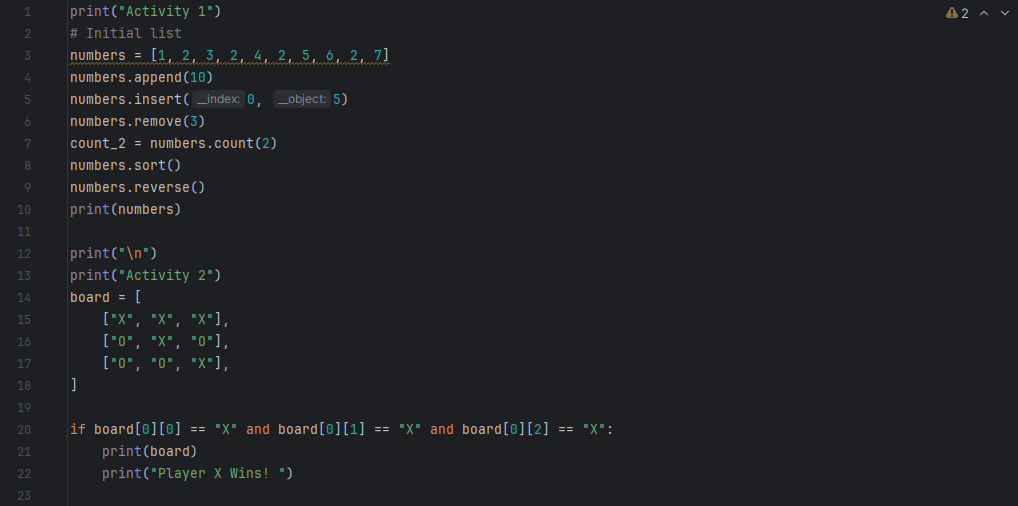 1 print("Activity 1")
2 # Initial list
3 numbers = [1, 2, 3, 2, 4, 2, 5, 6, 2, 7]
4 numbers.append(10)
5 numbers.insert(__index: 0, __object: 5)
6 numbers.remove(3)
7 count_2 = numbers.count(2)
8 numbers.sort()
9 numbers.reverse()
10 print(numbers)
11
12 print("\n")
13 print("Activity 2")
14 board = [
15     ["X", "X", "X"],
16     ["O", "X", "O"],
17     ["O", "O", "X"],
18 ]
19
20 if board[0][0] == "X" and board[0][1] == "X" and board[0][2] == "X":
21     print(board)
22     print("Player X Wins! ")
23
2